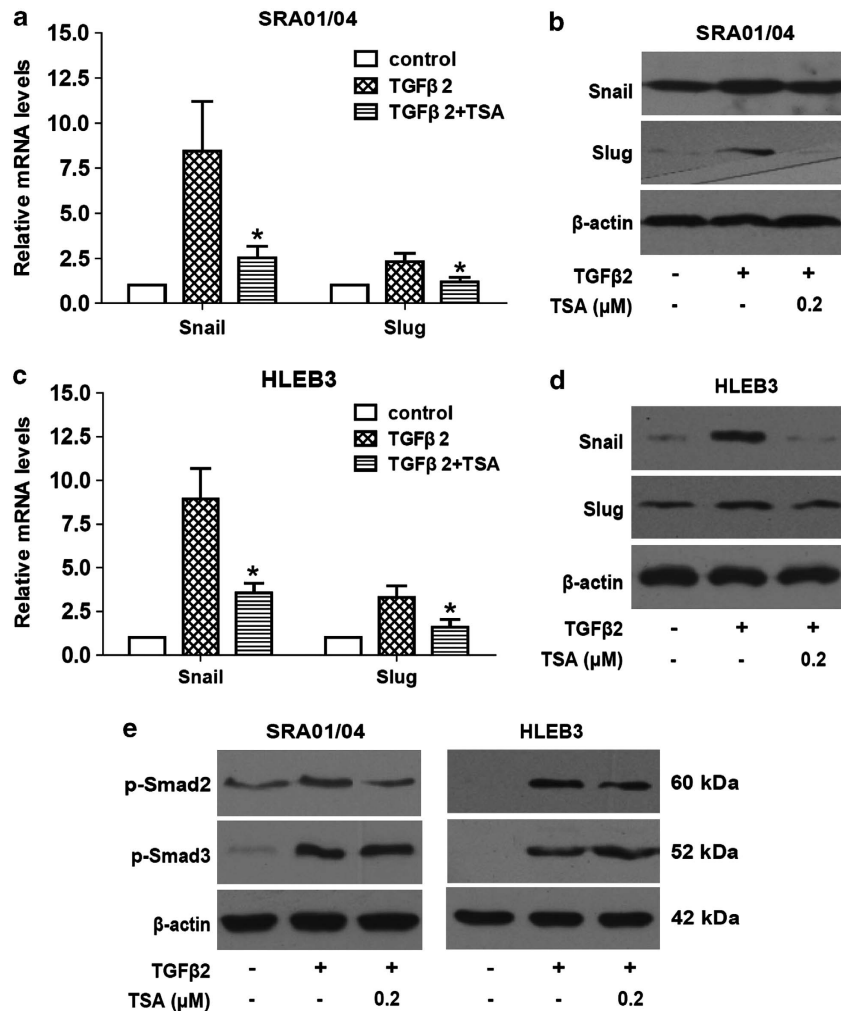 a
SRA01/04
Relative mRNA levels
15.0
12.5
10.0
7.5
5.0
2.5
0.0
control
TGFβ 2
TGFβ 2+TSA
*
*
Snail
Slug
b
SRA01/04
Snail
Slug
β-actin
TGFβ2 - + +
TSA (μM) - - 0.2
c
HLEB3
Relative mRNA levels
15.0
12.5
10.0
7.5
5.0
2.5
0.0
control
TGFβ 2
TGFβ 2+TSA
*
*
Snail
Slug
d
HLEB3
Snail
Slug
β-actin
TGFβ2 - + +
TSA (μM) - - 0.2
e
SRA01/04 HLEB3
p-Smad2 60 kDa
p-Smad3 52 kDa
β-actin 42 kDa
TGFβ2 - + + - + +
TSA (μM) - - 0.2 - - 0.2